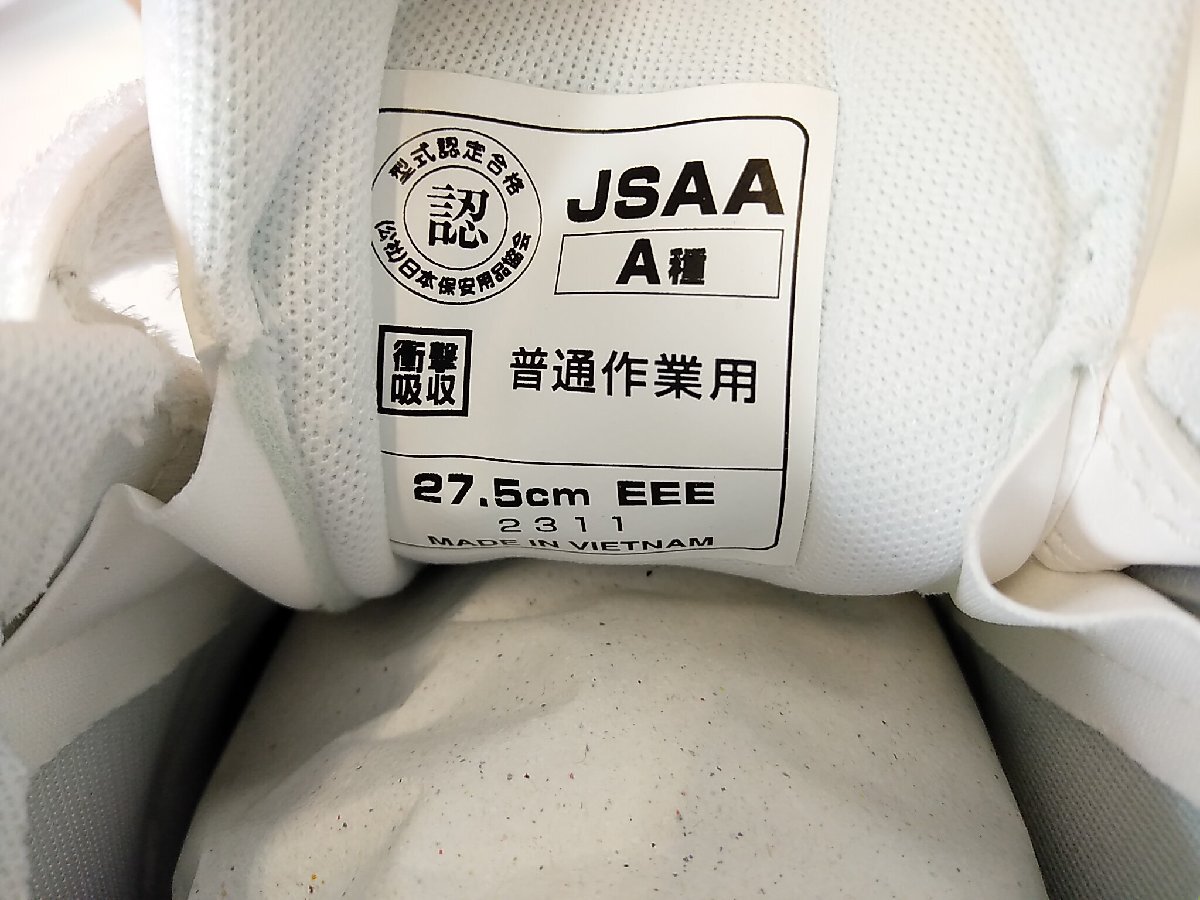 型式認定合格
認
(公社)日本保安用品協会
JSAA
A種
衝撃
吸収
普通作業用
27.5cm EEE
2311
MADE IN VIETNAM